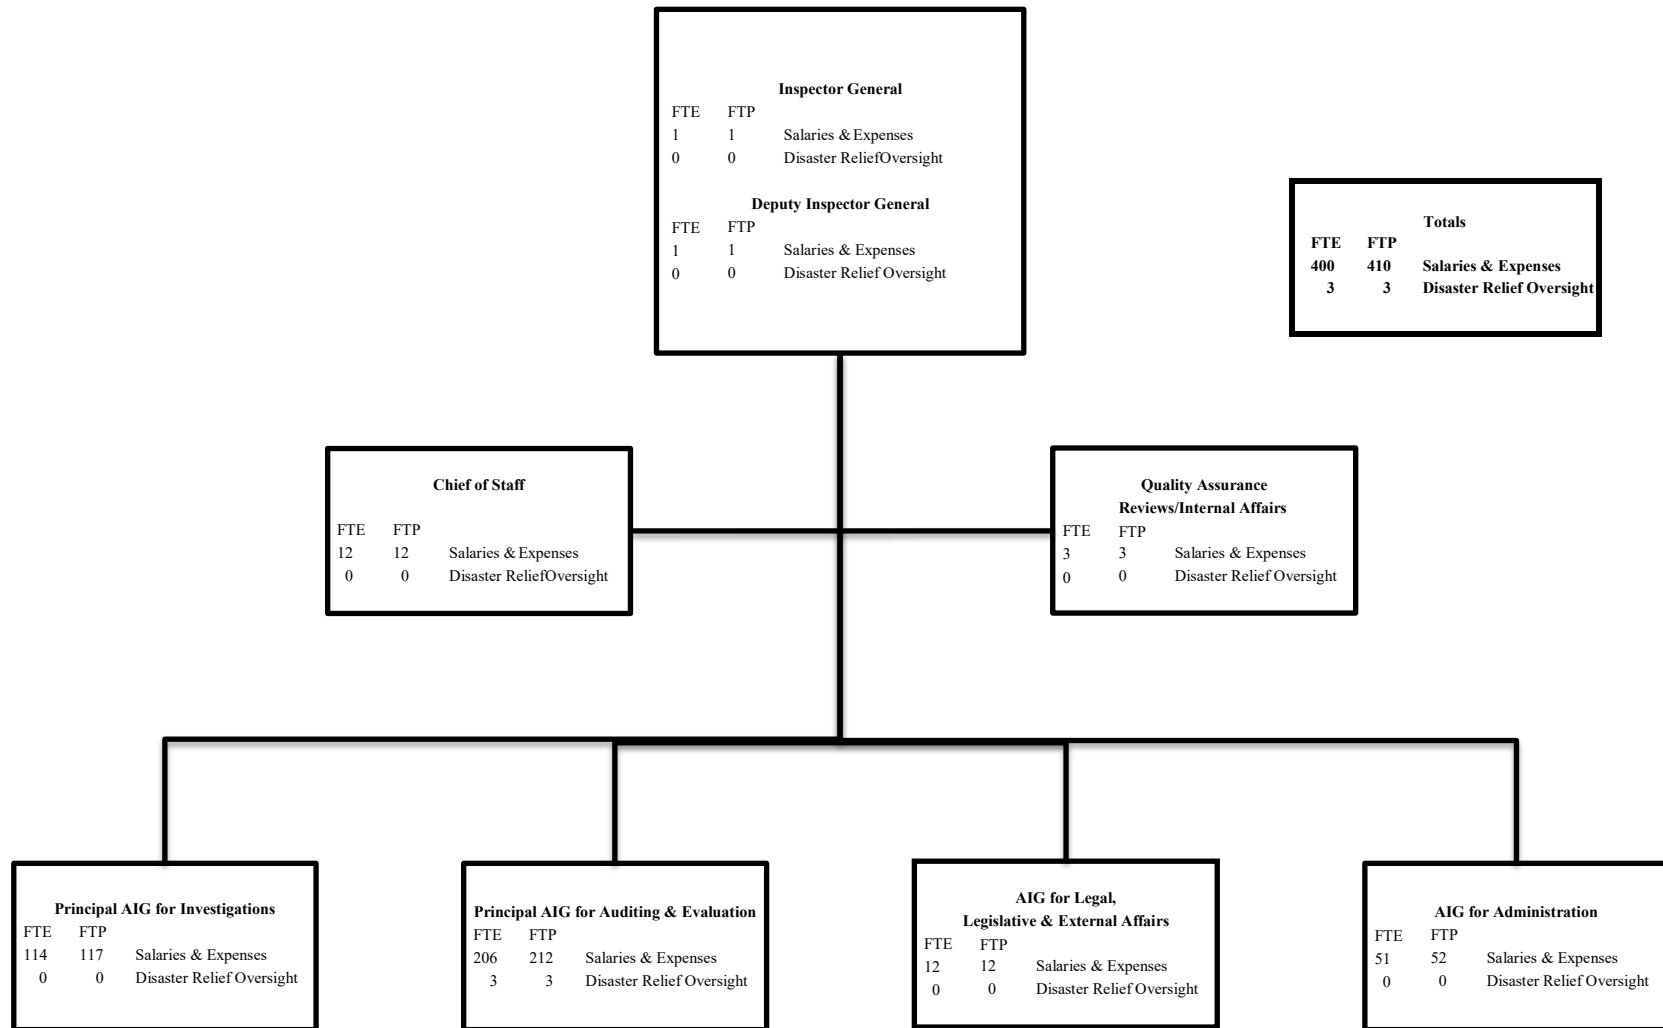 Inspector General
FTE FTP
1 1 Salaries & Expenses
0 0 Disaster ReliefOversight
Deputy Inspector General
FTE FTP
1 1 Salaries & Expenses
0 0 Disaster Relief Oversight
Totals
FTE FTP
400 410 Salaries & Expenses
3 3 Disaster Relief Oversight
Chief of Staff
FTE FTP
12 12 Salaries & Expenses
0 0 Disaster ReliefOversight
Quality Assurance
Reviews/Internal Affairs
FTE FTP
3 3 Salaries & Expenses
0 0 Disaster Relief Oversight
Principal AIG for Investigations
FTE FTP
114 117 Salaries & Expenses
0 0 Disaster Relief Oversight
Principal AIG for Auditing & Evaluation
FTE FTP
206 212 Salaries & Expenses
3 3 Disaster Relief Oversight
AIG for Legal,
Legislative & External Affairs
FTE FTP
12 12 Salaries & Expenses
0 0 Disaster Relief Oversight
AIG for Administration
FTE FTP
51 52 Salaries & Expenses
0 0 Disaster Relief Oversight